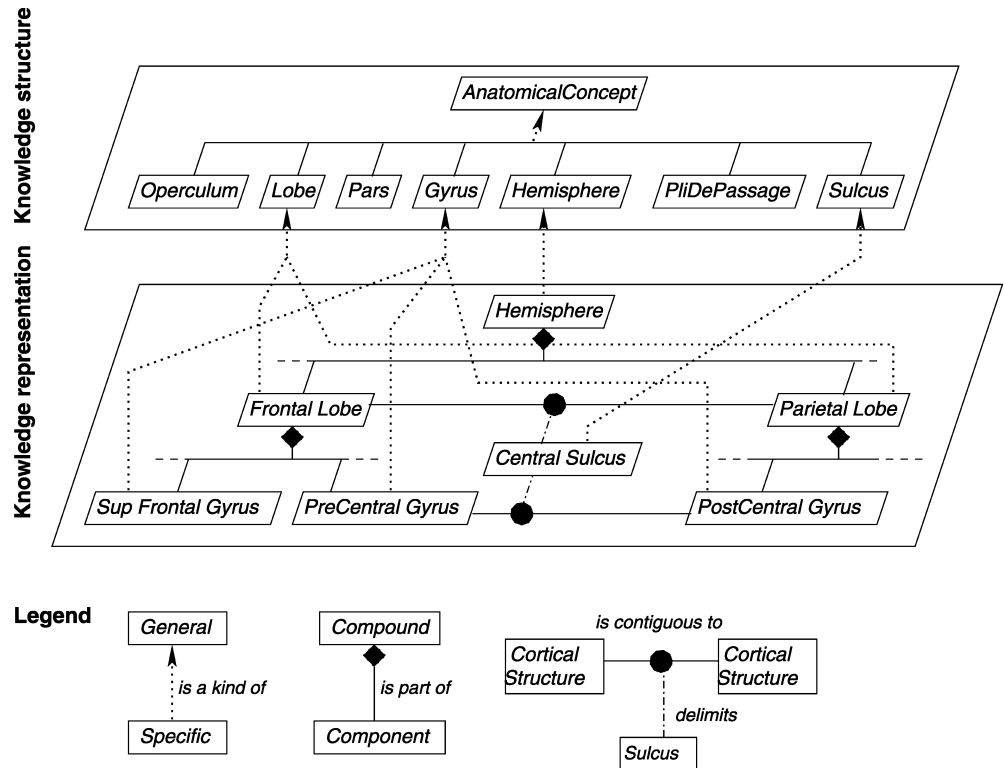 Knowledge structure
AnatomicalConcept
Operculum
Lobe
Pars
Gyrus
Hemisphere
PliDePassage
Sulcus
Knowledge representation
Hemisphere
Frontal Lobe
Parietal Lobe
Central Sulcus
Sup Frontal Gyrus
PreCentral Gyrus
PostCentral Gyrus
Legend
General
is a kind of
Specific
Compound
is part of
Component
is contiguous to
Cortical
Structure
Cortical
Structure
delimits
Sulcus